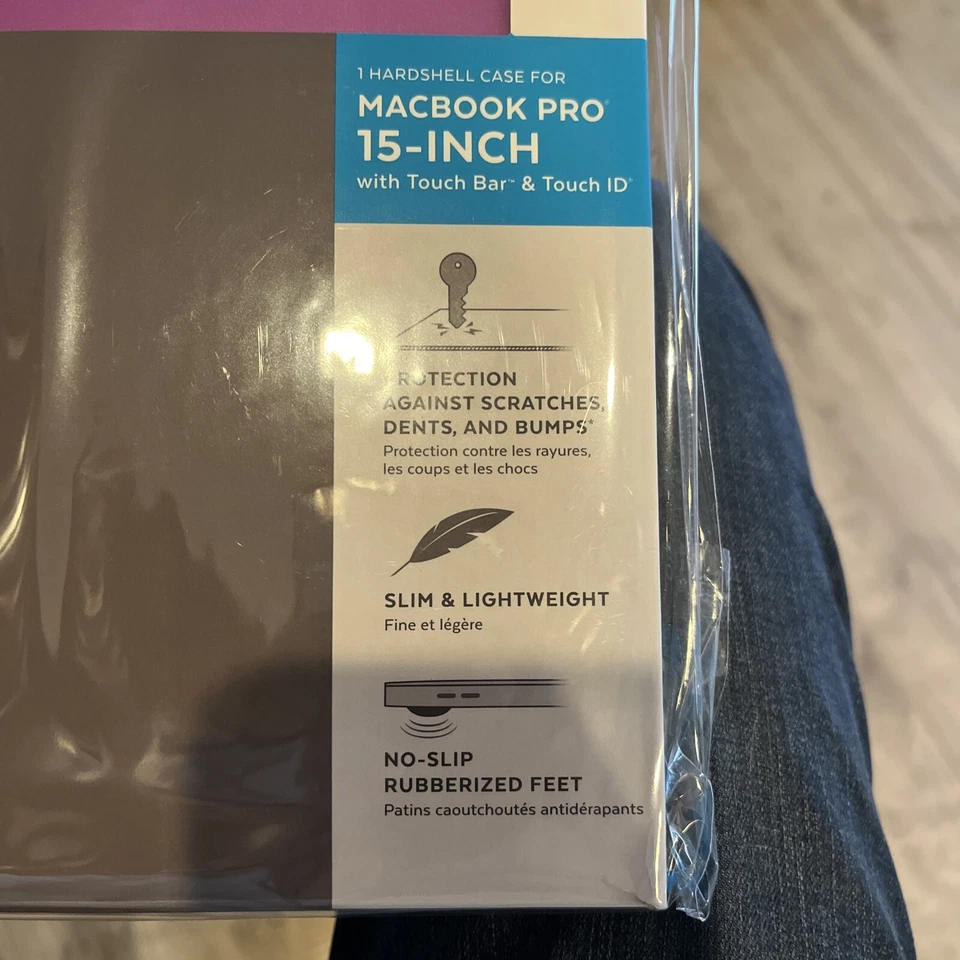 1 HARDSHELL CASE FOR
MACBOOK PRO®
15-INCH
with Touch Bar™ & Touch ID®
PROTECTION
AGAINST SCRATCHES,
DENTS, AND BUMPS*
Protection contre les rayures,
les coups et les chocs
SLIM & LIGHTWEIGHT
Fine et légère
NO-SLIP
RUBBERIZED FEET
Patins caoutchoutés antidérapants